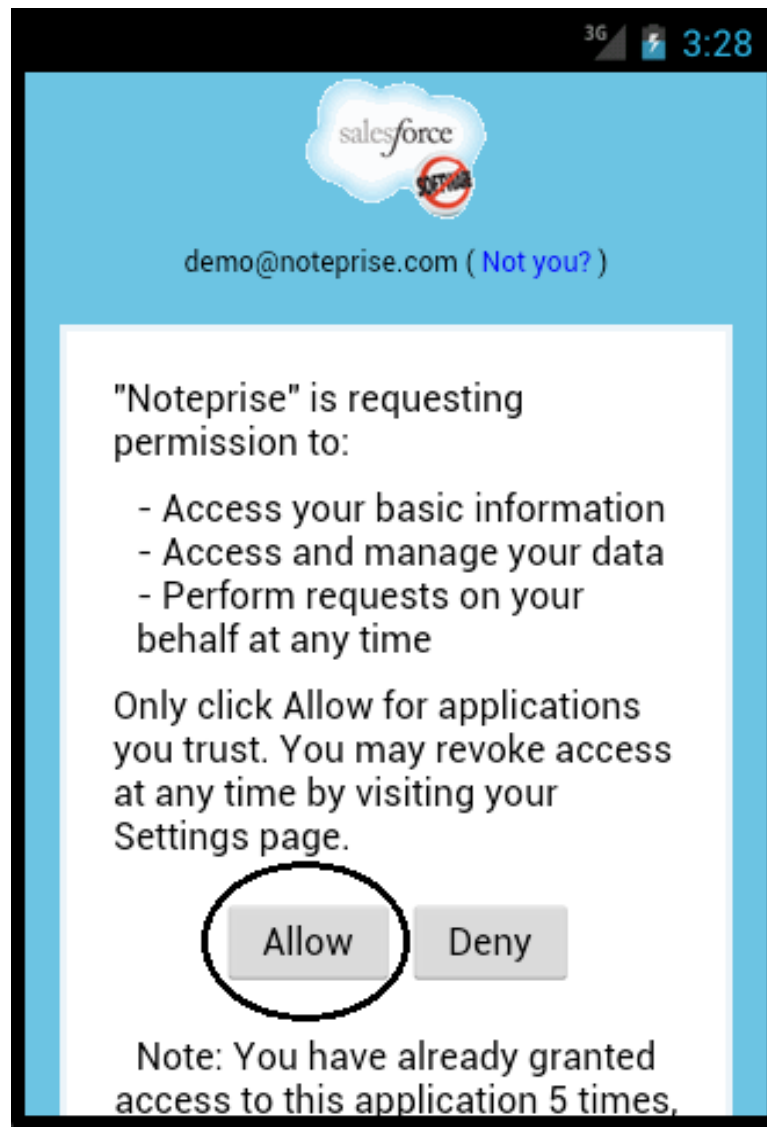 3G 3:28
salesforce
SOFTWARE
demo@noteprise.com ( Not you? )
"Noteprise" is requesting
permission to:
- Access your basic information
- Access and manage your data
- Perform requests on your
behalf at any time
Only click Allow for applications
you trust. You may revoke access
at any time by visiting your
Settings page.
Allow Deny
Note: You have already granted
access to this application 5 times,